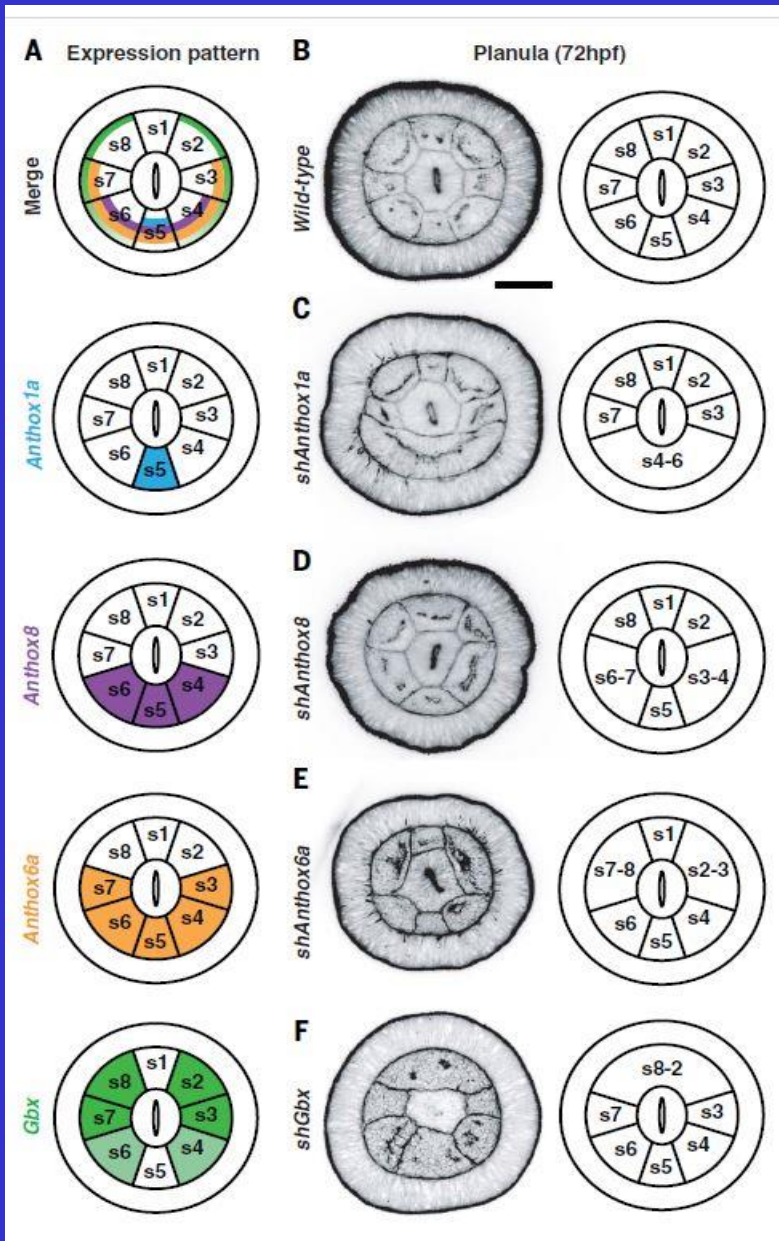 A Expression pattern B Planula (72hpf)
Merge
s1
s8 s2
s7 s3
s6 s4
s5
Wild-type
s1
s8 s2
s7 s3
s6 s4
s5
Anthox1a
s1
s8 s2
s7 s3
s6 s4
s5
C
shAnthox1a
s1
s8 s2
s7 s3
s4-6
Anthox8
s1
s8 s2
s7 s3
s6 s4
s5
D
shAnthox8
s1
s8 s2
s6-7 s3-4
s5
Anthox6a
s1
s8 s2
s7 s3
s6 s4
s5
E
shAnthox6a
s1
s7-8 s2-3
s6 s4
s5
Gbx
s1
s8 s2
s7 s3
s6 s4
s5
F
shGbx
s8-2
s7 s3
s6 s4
s5